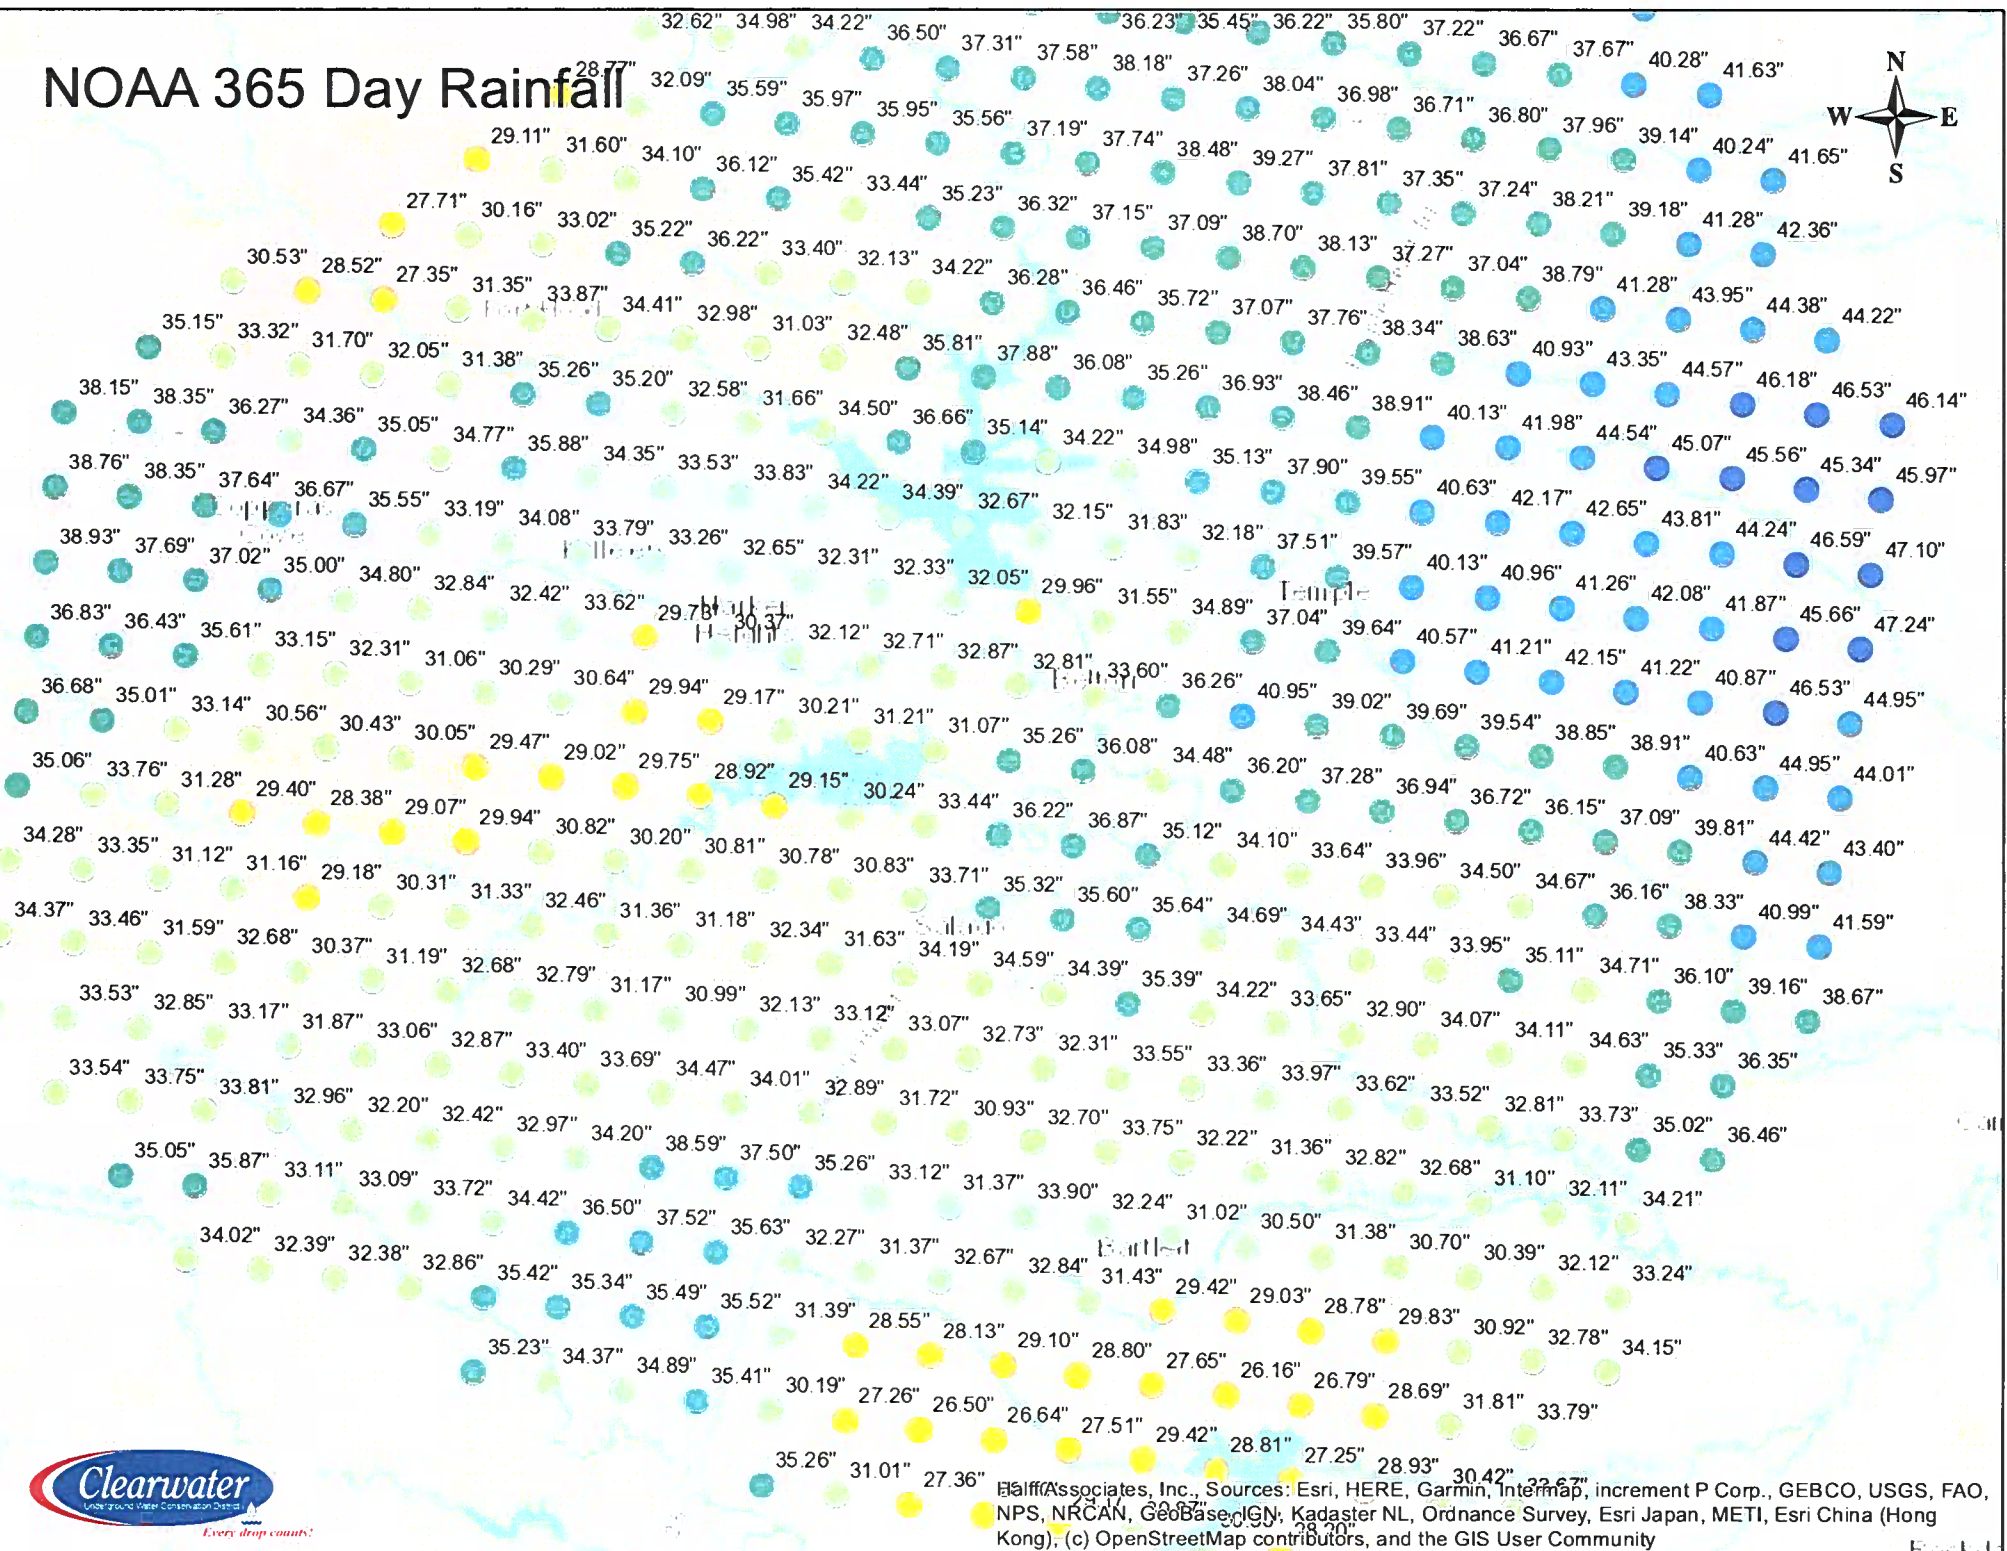 NOAA 365 Day Rainfall
N
W E
S
32.62" 34.98" 34.22" 36.50" 37.31" 37.58" 38.18" 37.26" 38.04" 36.98" 36.71" 36.80" 37.96" 39.14" 40.24" 41.65"
36.23" 35.45" 36.22" 35.80" 37.22" 36.67" 37.67" 40.28" 41.63"
28.77" 32.09" 35.59" 35.97" 35.95" 35.56" 37.19" 37.74" 38.48" 39.27" 37.81" 37.35" 37.24" 38.21" 39.18" 41.28" 42.36"
29.11" 31.60" 34.10" 36.12" 35.42" 33.44" 35.23" 36.32" 37.15" 37.09" 38.70" 38.13" 37.27" 37.04" 38.79" 41.28" 43.95" 44.38" 44.22"
27.71" 30.16" 33.02" 35.22" 36.22" 33.40" 32.13" 34.22" 36.28" 36.46" 35.72" 37.07" 37.76" 38.34" 38.63" 40.93" 43.35" 44.57" 46.18" 46.53" 46.14"
30.53" 28.52" 27.35" 31.35" 33.87" 34.41" 32.98" 31.03" 32.48" 35.81" 37.88" 36.08" 35.26" 36.93" 38.46" 38.91" 40.13" 41.98" 44.54" 45.07" 45.56" 45.34" 45.97"
35.15" 33.32" 31.70" 32.05" 31.38" 35.26" 35.20" 32.58" 31.66" 34.50" 36.66" 35.14" 34.22" 34.98" 35.13" 37.90" 39.55" 40.63" 42.17" 42.65" 43.81" 44.24" 46.59" 47.10"
38.15" 38.35" 36.27" 34.36" 35.05" 34.77" 35.88" 34.35" 33.53" 33.83" 34.22" 34.39" 32.67" 32.15" 31.83" 32.18" 37.51" 39.57" 40.13" 40.96" 41.26" 42.08" 41.87" 45.66" 47.24"
38.76" 38.35" 37.64" 36.67" 35.55" 33.19" 34.08" 33.79" 33.26" 32.65" 32.31" 32.33" 32.05" 29.96" 31.55" 34.89" 37.04" 39.64" 40.57" 41.21" 42.15" 41.22" 40.87" 46.53" 44.95"
Temple
38.93" 37.69" 37.02" 35.00" 34.80" 32.84" 32.42" 33.62" 29.73" 30.37" 32.12" 32.71" 32.87" 32.81" 33.60" 36.26" 40.95" 39.02" 39.69" 39.54" 38.85" 38.91" 40.63" 44.95" 44.01"
36.83" 36.43" 35.61" 33.15" 32.31" 31.06" 30.29" 30.64" 29.94" 29.17" 30.21" 31.21" 31.07" 35.26" 36.08" 34.48" 36.20" 37.28" 36.94" 36.72" 36.15" 37.09" 39.81" 44.42" 43.40"
36.68" 35.01" 33.14" 30.56" 30.43" 30.05" 29.47" 29.02" 29.75" 28.92" 29.15" 30.24" 33.44" 36.22" 36.87" 35.12" 34.10" 33.64" 33.96" 34.50" 34.67" 36.16" 38.33" 40.99" 41.59"
35.06" 33.76" 31.28" 29.40" 28.38" 29.07" 29.94" 30.82" 30.20" 30.81" 30.78" 30.83" 33.71" 35.32" 35.60" 35.64" 34.69" 34.43" 33.44" 33.95" 35.11" 34.71" 36.10" 39.16" 38.67"
34.28" 33.35" 31.12" 31.16" 29.18" 30.31" 31.33" 32.46" 31.36" 31.18" 32.34" 31.63" 34.19" 34.59" 34.39" 35.39" 34.22" 33.65" 32.90" 34.07" 34.11" 34.63" 35.33" 36.35"
34.37" 33.46" 31.59" 32.68" 30.37" 31.19" 32.68" 32.79" 31.17" 30.99" 32.13" 33.12" 33.07" 32.73" 32.31" 33.55" 33.36" 33.97" 33.62" 33.52" 32.81" 33.73" 35.02" 36.46"
33.53" 32.85" 33.17" 31.87" 33.06" 32.87" 33.40" 33.69" 34.47" 34.01" 32.89" 31.72" 30.93" 32.70" 33.75" 32.22" 31.36" 32.82" 32.68" 31.10" 32.11" 34.21"
33.54" 33.75" 33.81" 32.96" 32.20" 32.42" 32.97" 34.20" 38.59" 37.50" 35.26" 33.12" 31.37" 33.90" 32.24" 31.02" 30.50" 31.38" 30.70" 30.39" 32.12" 33.24"
35.05" 35.87" 33.11" 33.09" 33.72" 34.42" 36.50" 37.52" 35.63" 32.27" 31.37" 32.67" 32.84" 31.43" 29.42" 29.03" 28.78" 29.83" 30.92" 32.78" 34.15"
Bartlett
34.02" 32.39" 32.38" 32.86" 35.42" 35.34" 35.49" 35.52" 31.39" 28.55" 28.13" 29.10" 28.80" 27.65" 26.16" 26.79" 28.69" 31.81" 33.79"
35.23" 34.37" 34.89" 35.41" 30.19" 27.26" 26.50" 26.64" 27.51" 29.42" 28.81" 27.25" 28.93" 30.42"
35.26" 31.01" 27.36"
Clearwater
Underground Water Conservation District
Every drop counts!
Halff Associates, Inc., Sources: Esri, HERE, Garmin, Intermap, increment P Corp., GEBCO, USGS, FAO,
NPS, NRCAN, GeoBase, IGN, Kadaster NL, Ordnance Survey, Esri Japan, METI, Esri China (Hong
Kong), (c) OpenStreetMap contributors, and the GIS User Community